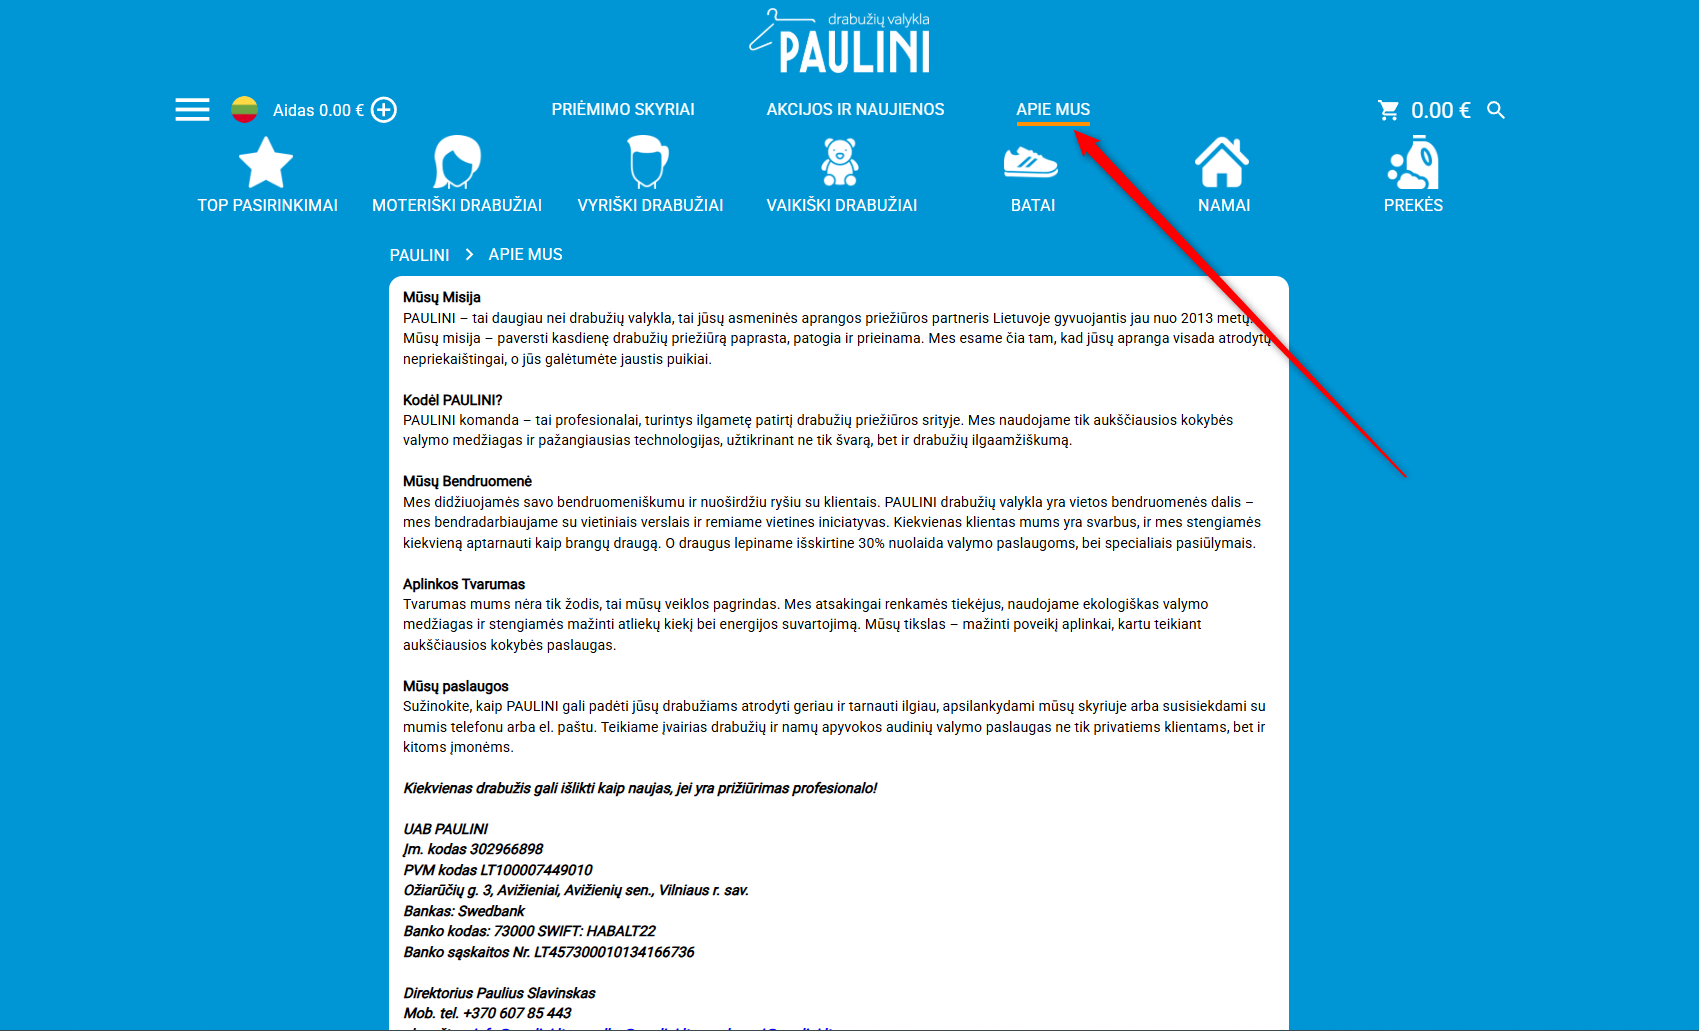 drabužių valykla
PAULINI
Aidas 0.00 €
PRIĖMIMO SKYRIAI
AKCIJOS IR NAUJIENOS
APIE MUS
0.00 €
TOP PASIRINKIMAI
MOTERIŠKI DRABUŽIAI
VYRIŠKI DRABUŽIAI
VAIKIŠKI DRABUŽIAI
BATAI
NAMAI
PREKĖS
PAULINI > APIE MUS
Mūsų Misija
PAULINI – tai daugiau nei drabužių valykla, tai jūsų asmeninės aprangos priežiūros partneris Lietuvoje gyvuojantis jau nuo 2013 metų.
Mūsų misija – paversti kasdienę drabužių priežiūrą paprasta, patogia ir prieinama. Mes esame čia tam, kad jūsų apranga visada atrodytų
nepriekaištingai, o jūs galėtumėte jaustis puikiai.
Kodėl PAULINI?
PAULINI komanda – tai profesionalai, turintys ilgametę patirtį drabužių priežiūros srityje. Mes naudojame tik aukščiausios kokybės
valymo medžiagas ir pažangiausias technologijas, užtikrinant ne tik švarą, bet ir drabužių ilgaamžiškumą.
Mūsų Bendruomenė
Mes didžiuojamės savo bendruomeniškumu ir nuoširdžiu ryšiu su klientais. PAULINI drabužių valykla yra vietos bendruomenės dalis –
mes bendradarbiaujame su vietiniais verslais ir remiame vietines iniciatyvas. Kiekvienas klientas mums yra svarbus, ir mes stengiamės
kiekvieną aptarnauti kaip brangų draugą. O draugus lepiname išskirtine 30% nuolaida valymo paslaugoms, bei specialiais pasiūlymais.
Aplinkos Tvarumas
Tvarumas mums nėra tik žodis, tai mūsų veiklos pagrindas. Mes atsakingai renkamės tiekėjus, naudojame ekologiškas valymo
medžiagas ir stengiamės mažinti atliekų kiekį bei energijos suvartojimą. Mūsų tikslas – mažinti poveikį aplinkai, kartu teikiant
aukščiausios kokybės paslaugas.
Mūsų paslaugos
Sužinokite, kaip PAULINI gali padėti jūsų drabužiams atrodyti geriau ir tarnauti ilgiau, apsilankydami mūsų skyriuje arba susisiekdami su
mumis telefonu arba el. paštu. Teikiame įvairias drabužių ir namų apyvokos audinių valymo paslaugas ne tik privatiems klientams, bet ir
kitoms įmonėms.
Kiekvienas drabužis gali išlikti kaip naujas, jei yra prižiūrimas profesionalo!
UAB PAULINI
Įm. kodas 302966898
PVM kodas LT100007449010
Ožiarūčių g. 3, Avižieniai, Avižienių sen., Vilniaus r. sav.
Bankas: Swedbank
Banko kodas: 73000 SWIFT: HABALT22
Banko sąskaitos Nr. LT457300010134166736
Direktorius Paulius Slavinskas
Mob. tel. +370 607 85 443